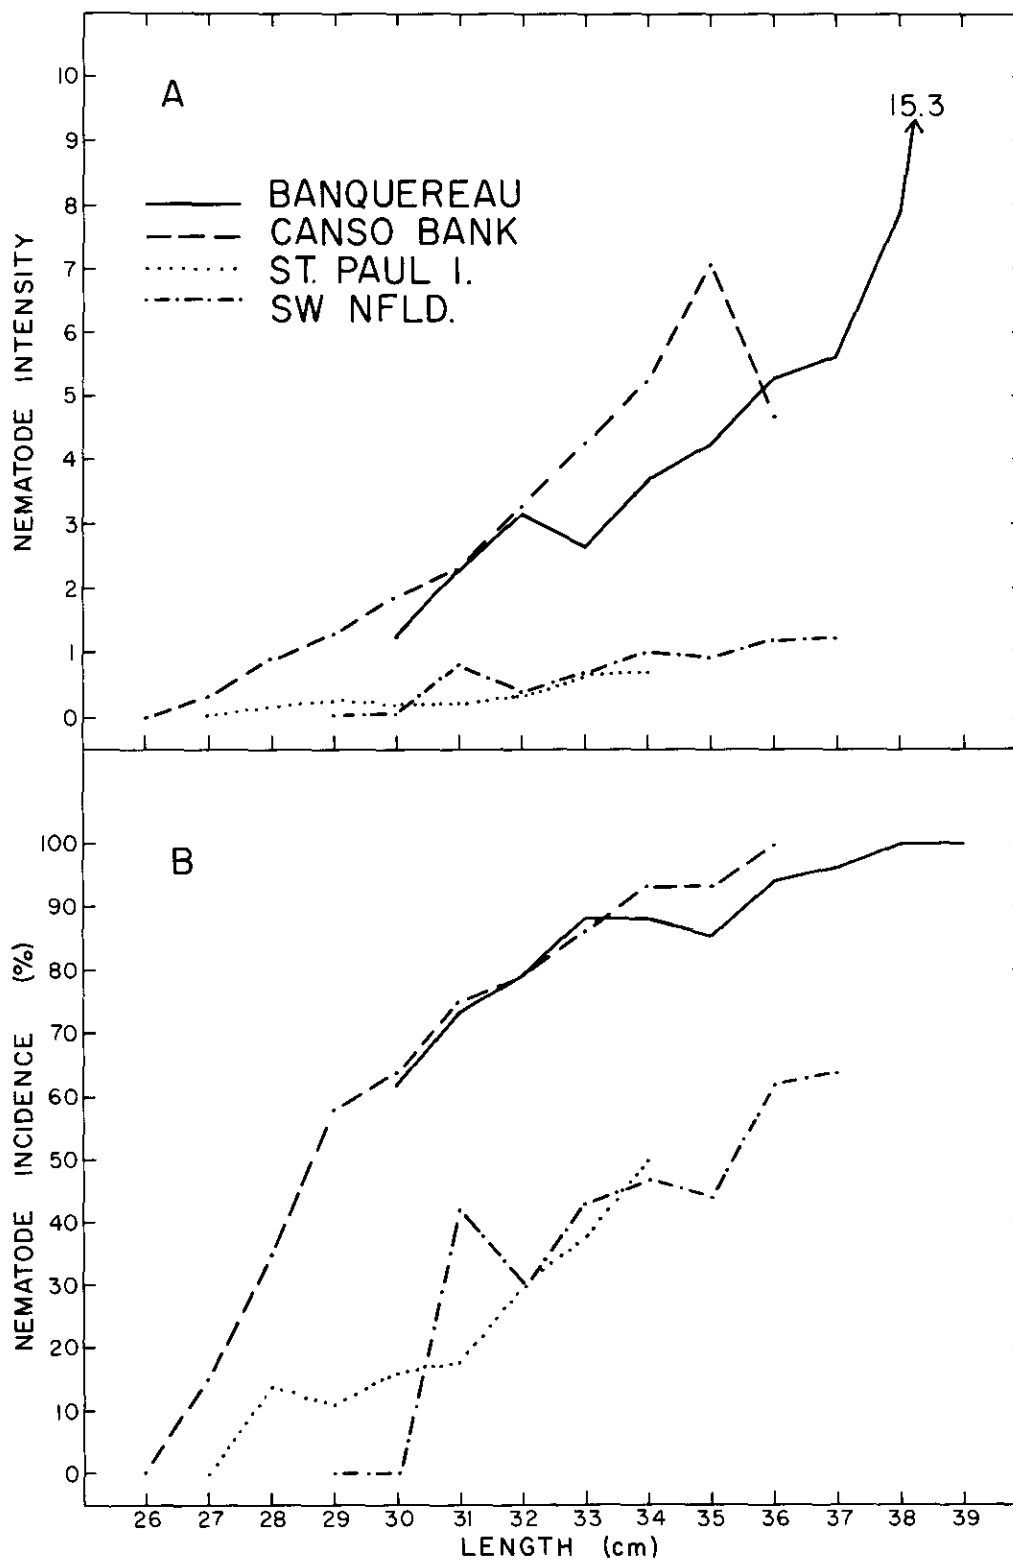 A
10
9
8
7
6
5
4
3
2
1
0
NEMATODE INTENSITY
15.3
BANQUEREAU
CANSO BANK
ST. PAUL I.
SW NFLD.
B
100
90
80
70
60
50
40
30
20
10
0
NEMATODE INCIDENCE (%)
26 27 28 29 30 31 32 33 34 35 36 37 38 39
LENGTH (cm)